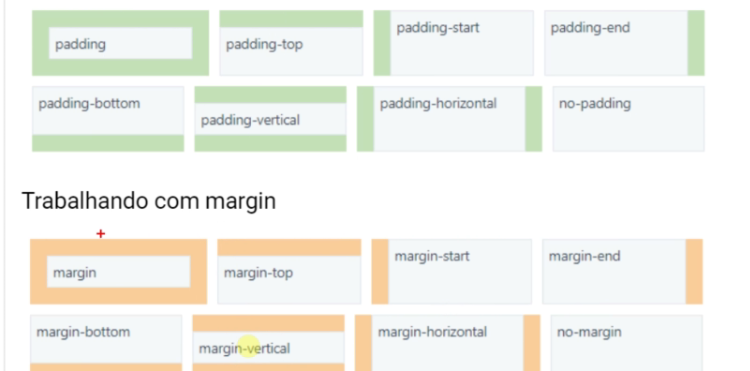 padding
padding-top
padding-start
padding-end
padding-bottom
padding-vertical
padding-horizontal
no-padding
Trabalhando com margin
margin
margin-top
margin-start
margin-end
margin-bottom
margin-vertical
margin-horizontal
no-margin